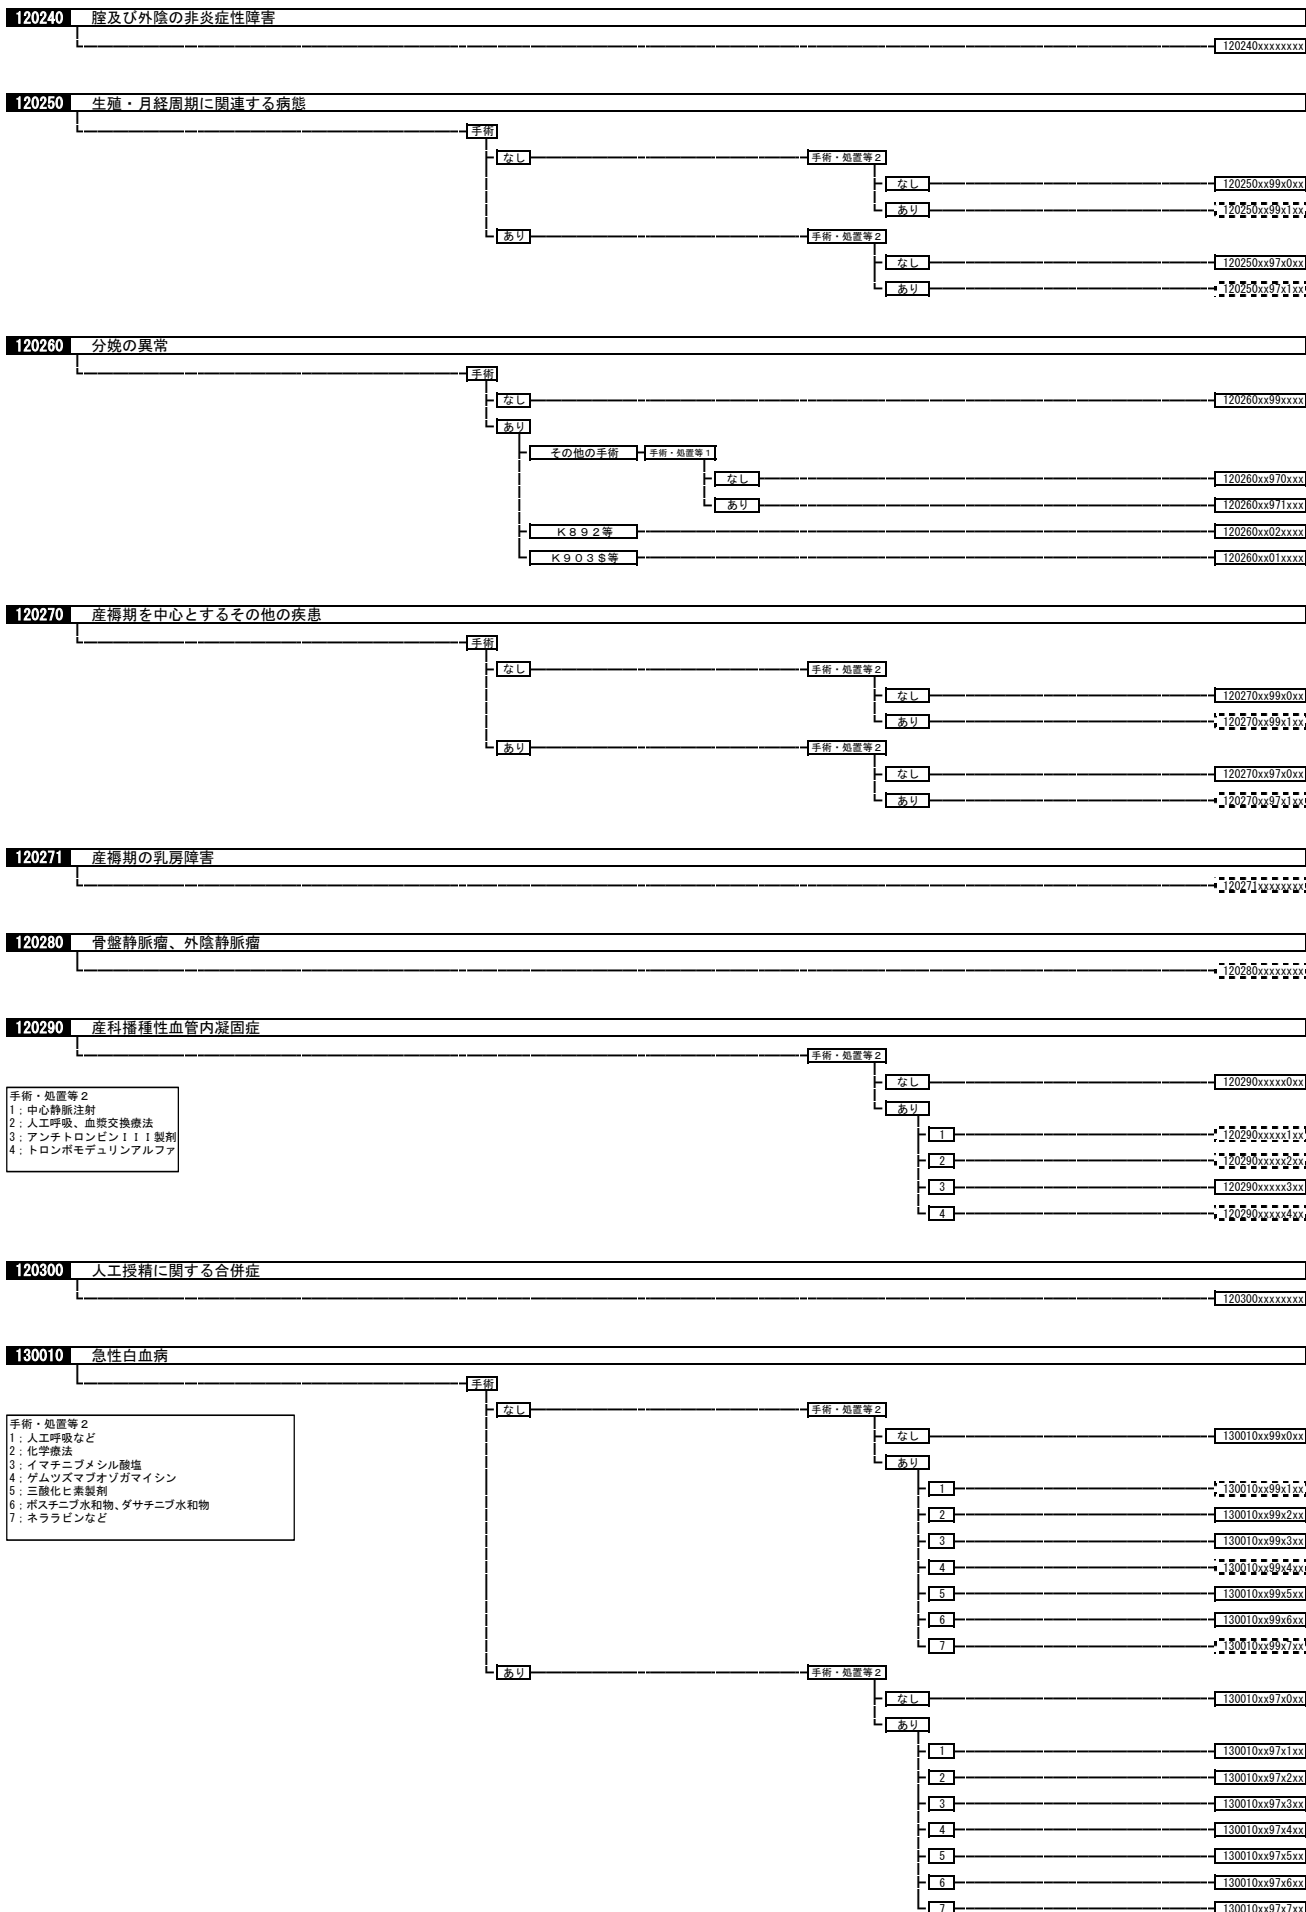 120240 腟及び外陰の非炎症性障害
120240xxxxxxxx
120250 生殖・月経周期に関連する病態
手術
なし 手術・処置等2
なし 120250xx99x0xx
あり 120250xx99x1xx
あり 手術・処置等2
なし 120250xx97x0xx
あり 120250xx97x1xx
120260 分娩の異常
手術
なし 120260xx99xxxx
あり
その他の手術 手術・処置等1
なし 120260xx970xxx
あり 120260xx971xxx
K892等 120260xx02xxxx
K903$等 120260xx01xxxx
120270 産褥期を中心とするその他の疾患
手術
なし 手術・処置等2
なし 120270xx99x0xx
あり 120270xx99x1xx
あり 手術・処置等2
なし 120270xx97x0xx
あり 120270xx97x1xx
120271 産褥期の乳房障害
120271xxxxxxxx
120280 骨盤静脈瘤、外陰静脈瘤
120280xxxxxxxx
120290 産科播種性血管内凝固症
手術・処置等2
なし 120290xxxxx0xx
あり
手術・処置等2
1;中心静脈注射
2;人工呼吸、血漿交換療法
3;アンチトロンビンIII製剤
4;トロンボモデュリンアルファ
1 120290xxxxx1xx
2 120290xxxxx2xx
3 120290xxxxx3xx
4 120290xxxxx4xx
120300 人工授精に関する合併症
120300xxxxxxxx
130010 急性白血病
手術
なし 手術・処置等2
手術・処置等2
1;人工呼吸など
2;化学療法
3;イマチニブメシル酸塩
4;ゲムツズマブオゾガマイシン
5;三酸化ヒ素製剤
6;ボスチニブ水和物、ダサチニブ水和物
7;ネララビンなど
なし 130010xx99x0xx
あり
1 130010xx99x1xx
2 130010xx99x2xx
3 130010xx99x3xx
4 130010xx99x4xx
5 130010xx99x5xx
6 130010xx99x6xx
7 130010xx99x7xx
あり 手術・処置等2
なし 130010xx97x0xx
あり
1 130010xx97x1xx
2 130010xx97x2xx
3 130010xx97x3xx
4 130010xx97x4xx
5 130010xx97x5xx
6 130010xx97x6xx
7 130010xx97x7xx